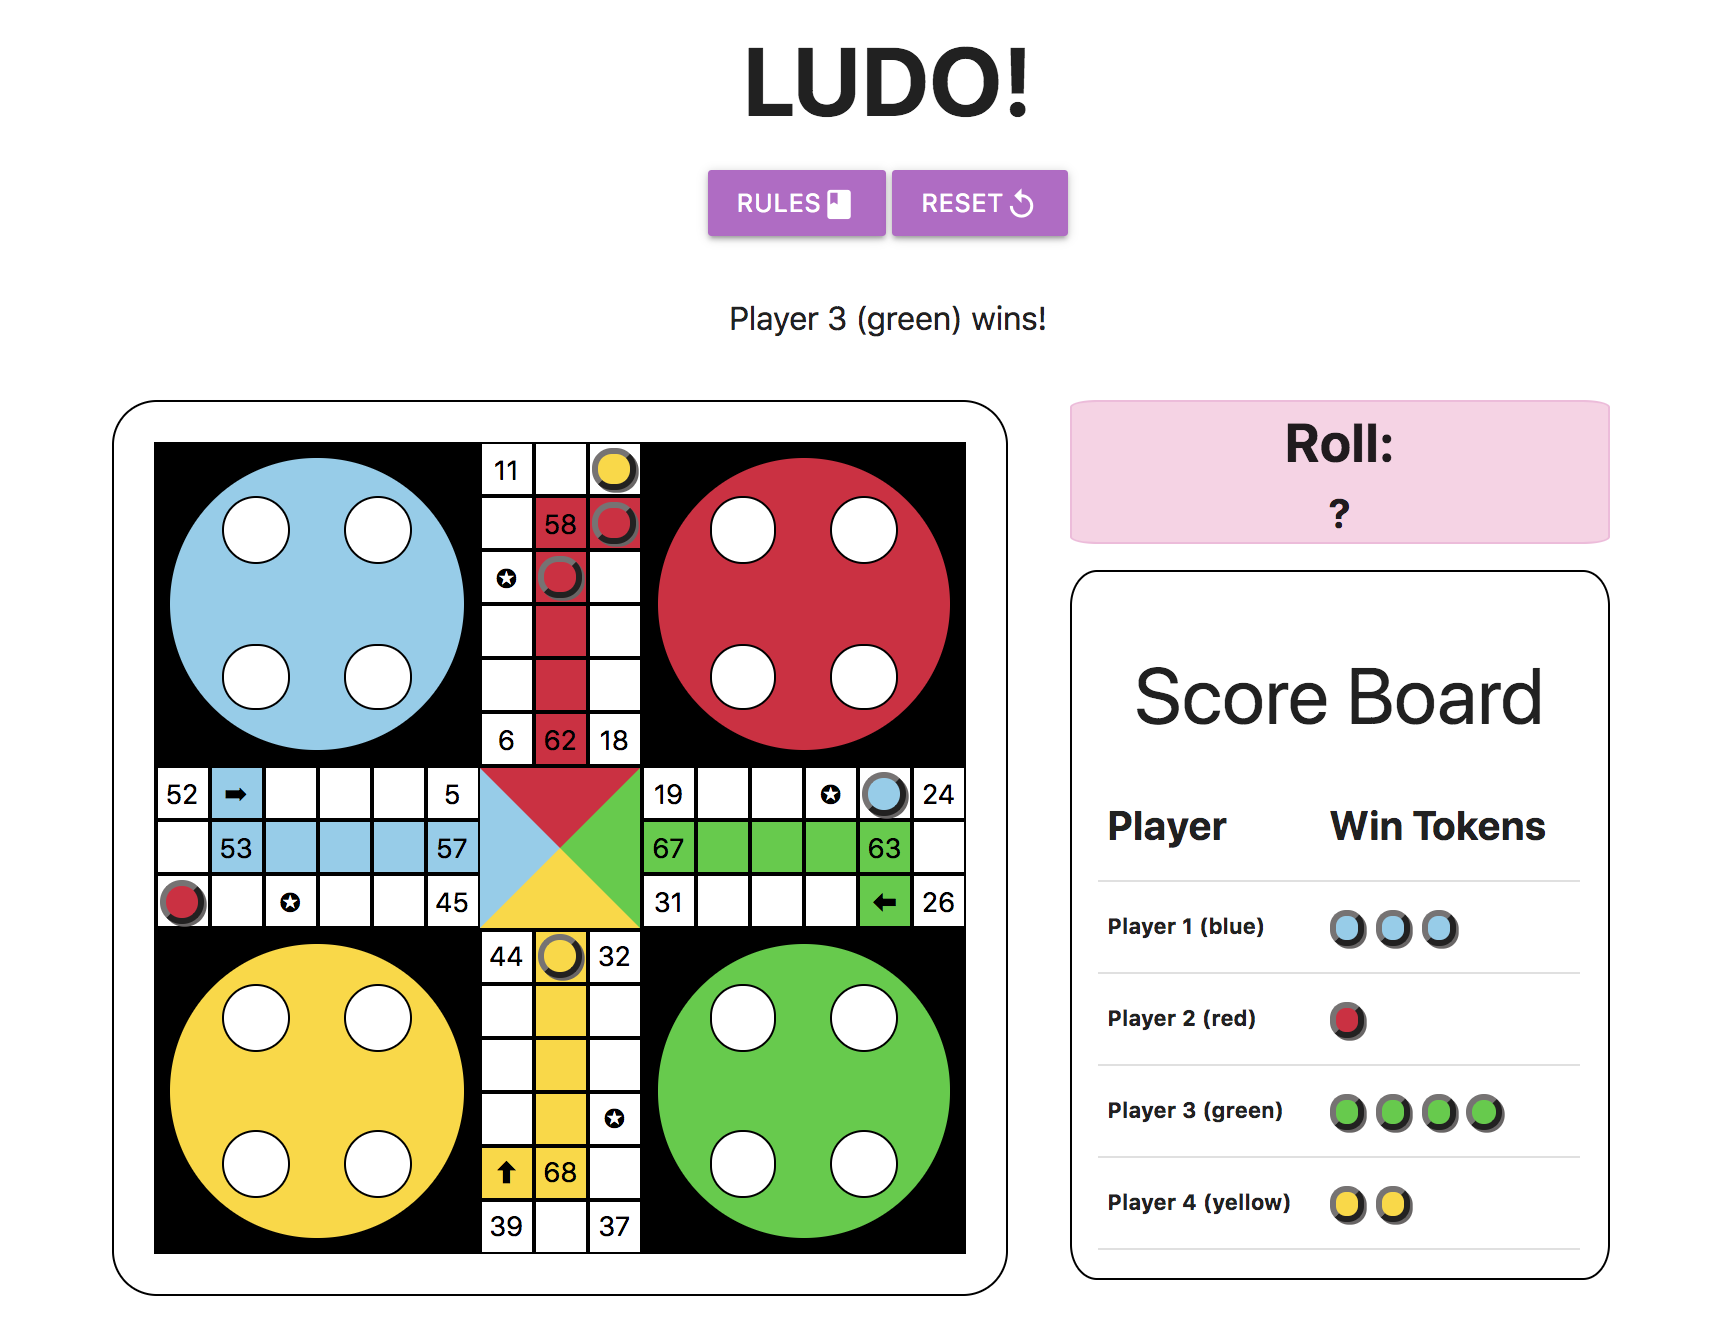 LUDO!
RULES RESET
Player 3 (green) wins!
Roll:
?
11
58
6 62 18
52 5 19 24
53 57 67 63
45 31 26
44 32
68
39 37
Score Board
Player Win Tokens
Player 1 (blue)
Player 2 (red)
Player 3 (green)
Player 4 (yellow)